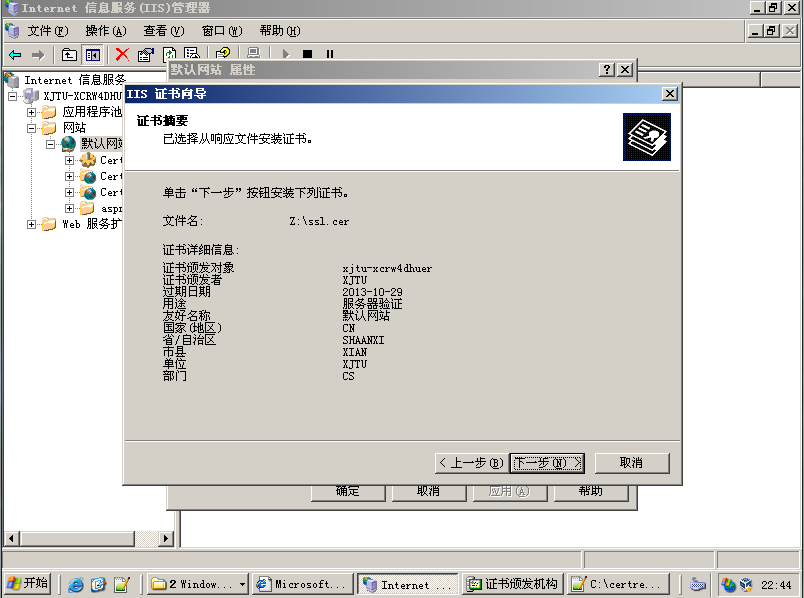 Internet 信息服务(IIS)管理器
文件(F) 操作(A) 查看(V) 窗口(W) 帮助(H)
默认网站 属性
Internet 信息服务
XJTU-XCRW4DHU
应用程序池
网站
默认网站
Cert
Cert
Cert
aspn
Web 服务扩
IIS 证书向导
证书摘要
已选择从响应文件安装证书。
单击“下一步”按钮安装下列证书。
文件名: Z:\ssl.cer
证书详细信息:
证书颁发对象 xjtu-xcrw4dhuer
证书颁发者 XJTU
过期日期 2013-10-29
用途 服务器验证
友好名称 默认网站
国家(地区) CN
省/自治区 SHAANXI
市县 XIAN
单位 XJTU
部门 CS
< 上一步(B) 下一步(N) > 取消
确定 取消 应用(A) 帮助
开始 2 Window... Microsoft... Internet ... 证书颁发机构 C:\certre... 22:44